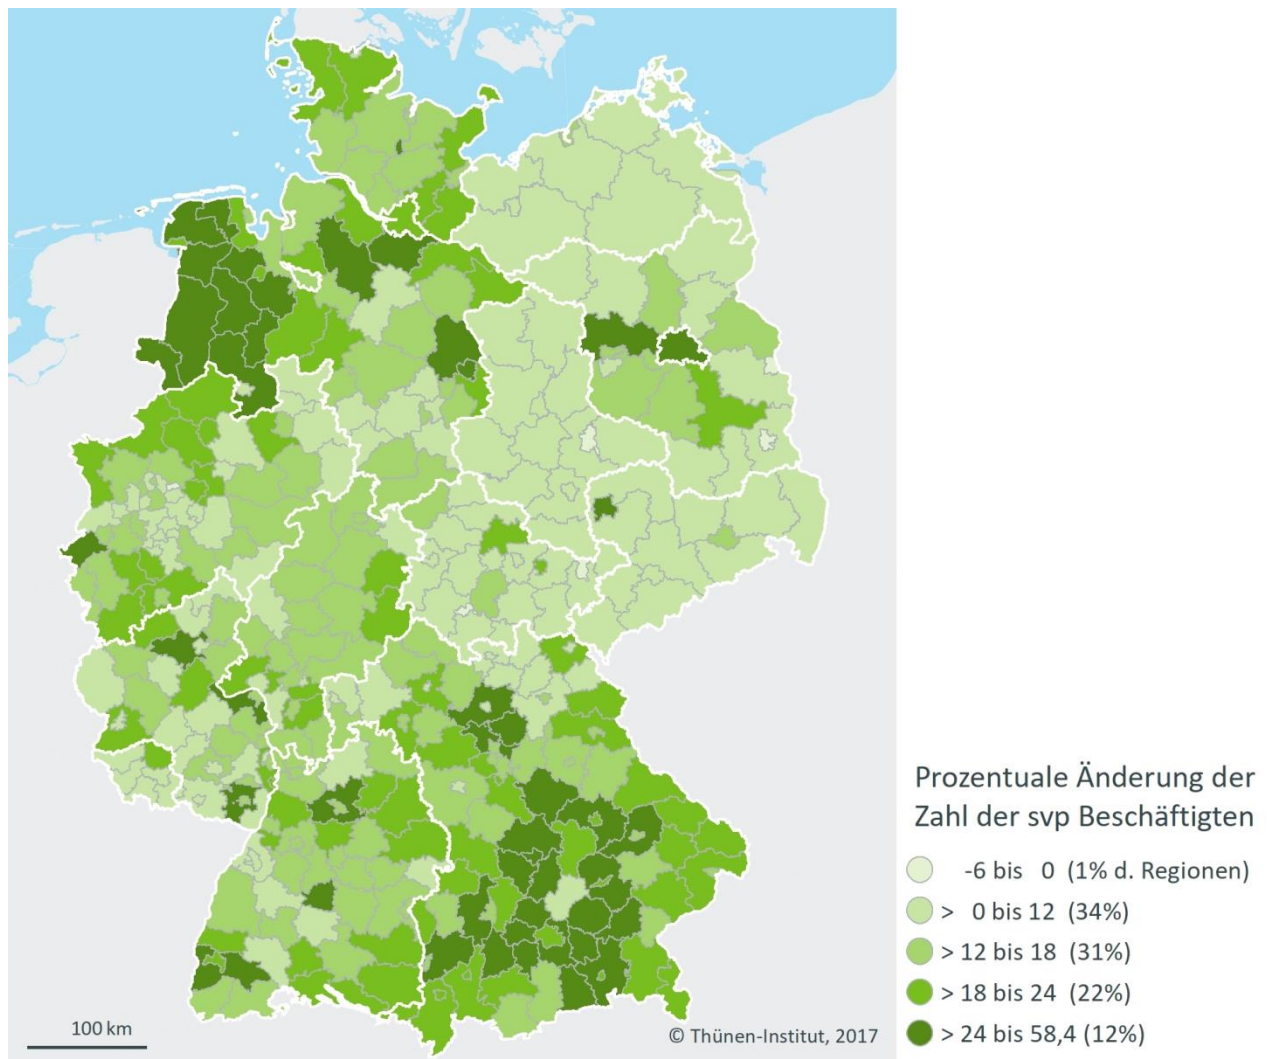 Prozentuale Änderung der
Zahl der svp Beschäftigten
-6 bis 0 (1% d. Regionen)
> 0 bis 12 (34%)
> 12 bis 18 (31%)
> 18 bis 24 (22%)
> 24 bis 58,4 (12%)
100 km
© Thünen-Institut, 2017